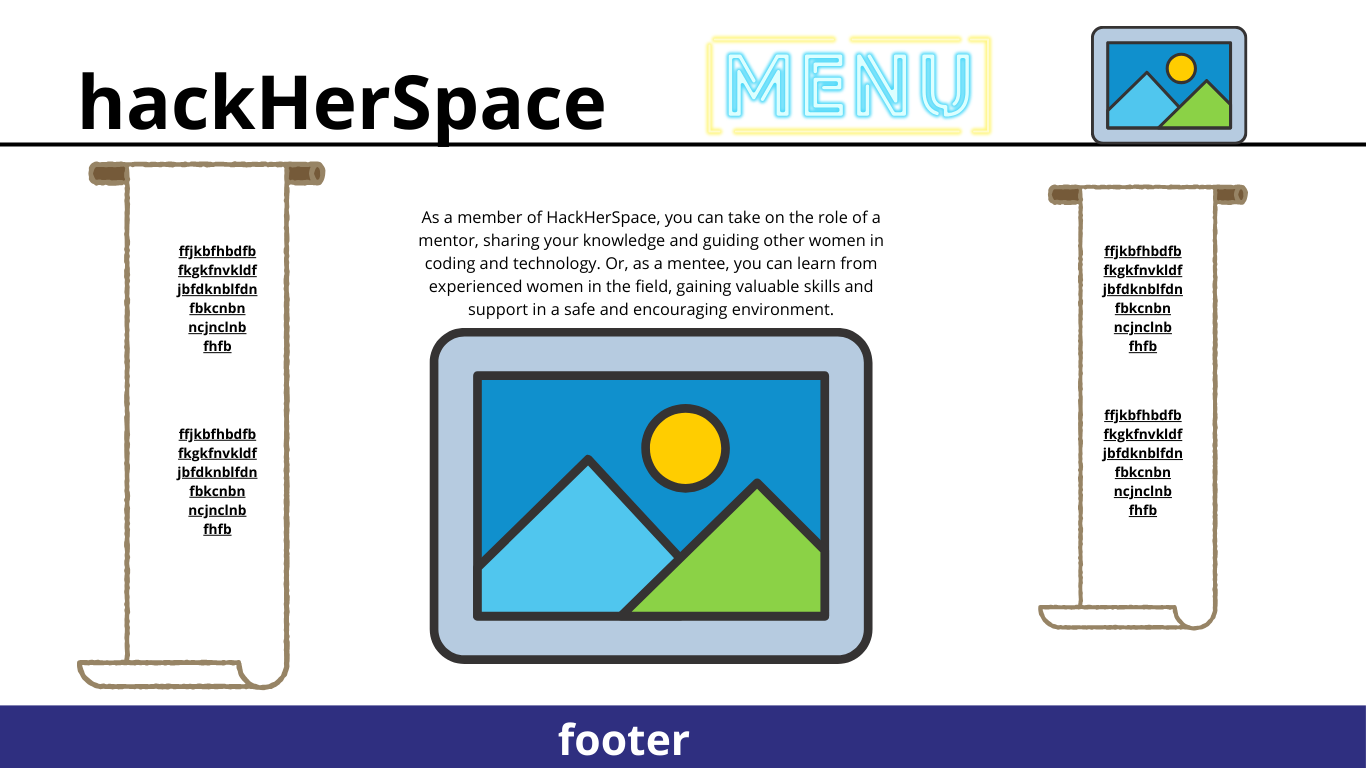 hackHerSpace
MENU
ffjkbfhbdfb
fkgkfnvkldf
jbfdknblfdn
fbkcnbn
ncjnclnb
fhfb
ffjkbfhbdfb
fkgkfnvkldf
jbfdknblfdn
fbkcnbn
ncjnclnb
fhfb
As a member of HackHerSpace, you can take on the role of a
mentor, sharing your knowledge and guiding other women in
coding and technology. Or, as a mentee, you can learn from
experienced women in the field, gaining valuable skills and
support in a safe and encouraging environment.
ffjkbfhbdfb
fkgkfnvkldf
jbfdknblfdn
fbkcnbn
ncjnclnb
fhfb
ffjkbfhbdfb
fkgkfnvkldf
jbfdknblfdn
fbkcnbn
ncjnclnb
fhfb
footer